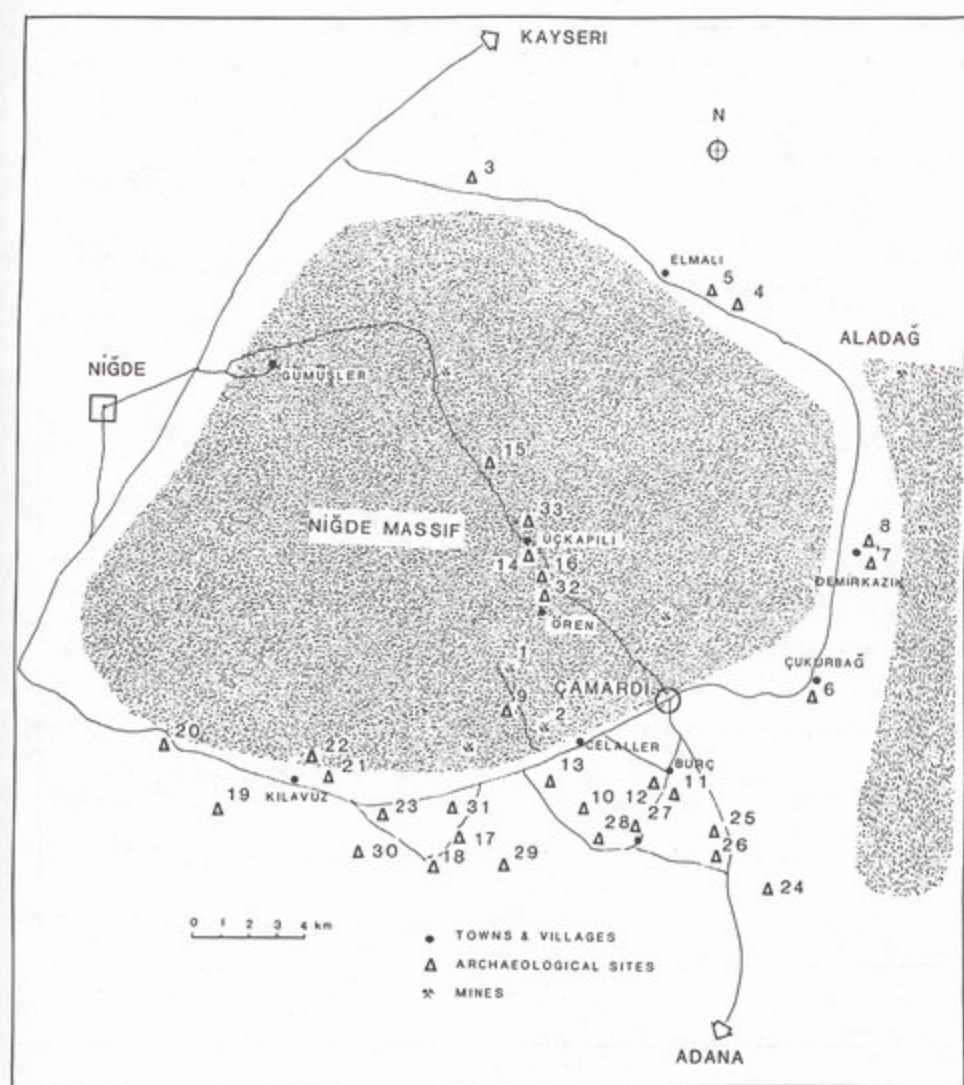 KAYSERI
N
3
ELMALI
5
4
ALADAĞ
NİĞDE
GÜMÜŞLER
15
NİĞDE MASSIF
33
ÜÇKAPILI
14
16
32
ÖREN
8
7
DEMİRKAZIK
1
ÇAMARDI
ÇUKURBAĞ
6
9
2
CELALLER
20
22
21
KILAVUZ
BURÇ
13
12
11
19
23
31
10
27
25
28
17
26
30
18
29
24
0 1 2 3 4 km
TOWNS & VILLAGES
ARCHAEOLOGICAL SITES
MINES
ADANA